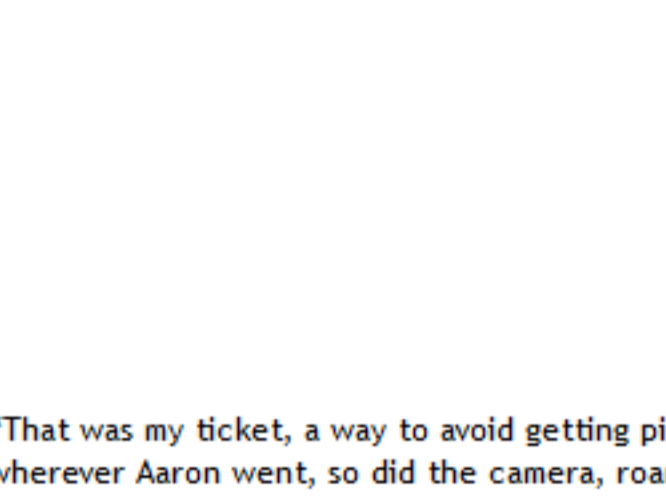 "That was my ticket, a way to avoid getting pi
wherever Aaron went, so did the camera, roa